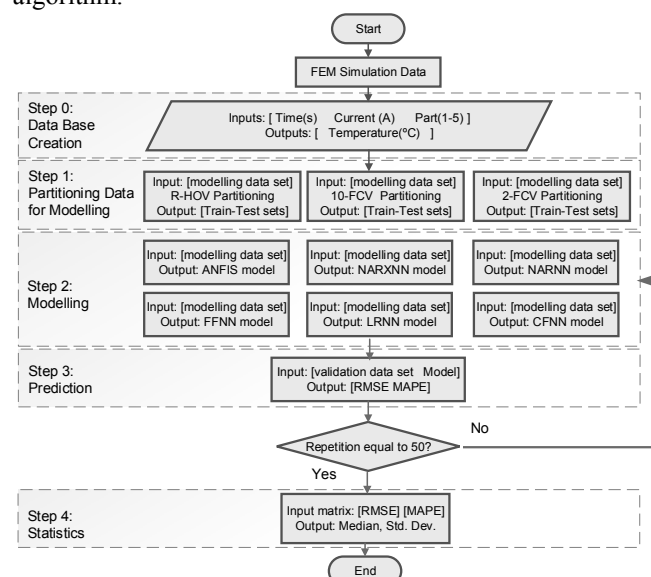 algorithm.
Start
FEM Simulation Data
Step 0:
Data Base
Creation
Inputs: [ Time(s) Current (A) Part(1-5) ]
Outputs: [ Temperature(ºC) ]
Step 1:
Partitioning Data
for Modelling
Input: [modelling data set]
R-HOV Partitioning
Output: [Train-Test sets]
Input: [modelling data set]
10-FCV Partitioning
Output: [Train-Test sets]
Input: [modelling data set]
2-FCV Partitioning
Output: [Train-Test sets]
Step 2:
Modelling
Input: [modelling data set]
Output: ANFIS model
Input: [modelling data set]
Output: NARXNN model
Input: [modelling data set]
Output: NARNN model
Input: [modelling data set]
Output: FFNN model
Input: [modelling data set]
Output: LRNN model
Input: [modelling data set]
Output: CFNN model
Step 3:
Prediction
Input: [validation data set Model]
Output: [RMSE MAPE]
Repetition equal to 50?
No
Yes
Step 4:
Statistics
Input matrix: [RMSE] [MAPE]
Output: Median, Std. Dev.
End